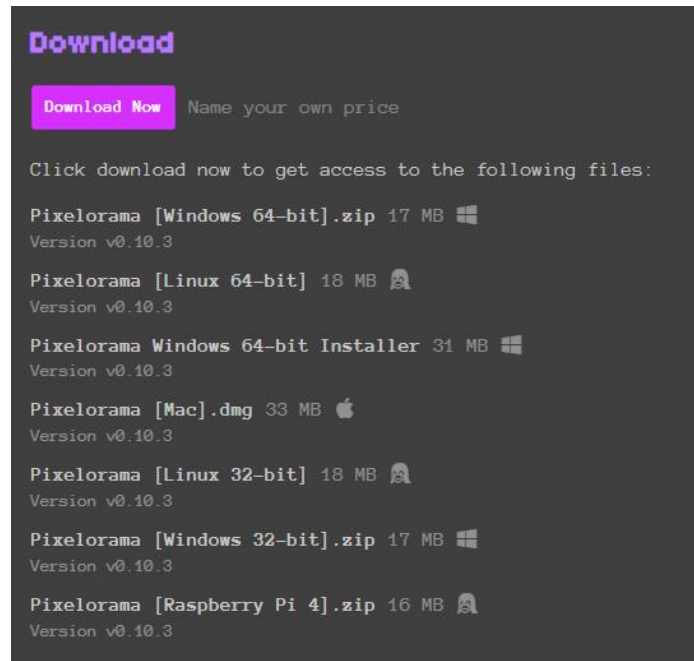 Download
Download Now Name your own price
Click download now to get access to the following files:
Pixelorama [Windows 64-bit].zip 17 MB
Version v0.10.3
Pixelorama [Linux 64-bit] 18 MB
Version v0.10.3
Pixelorama Windows 64-bit Installer 31 MB
Version v0.10.3
Pixelorama [Mac].dmg 33 MB
Version v0.10.3
Pixelorama [Linux 32-bit] 18 MB
Version v0.10.3
Pixelorama [Windows 32-bit].zip 17 MB
Version v0.10.3
Pixelorama [Raspberry Pi 4].zip 16 MB
Version v0.10.3